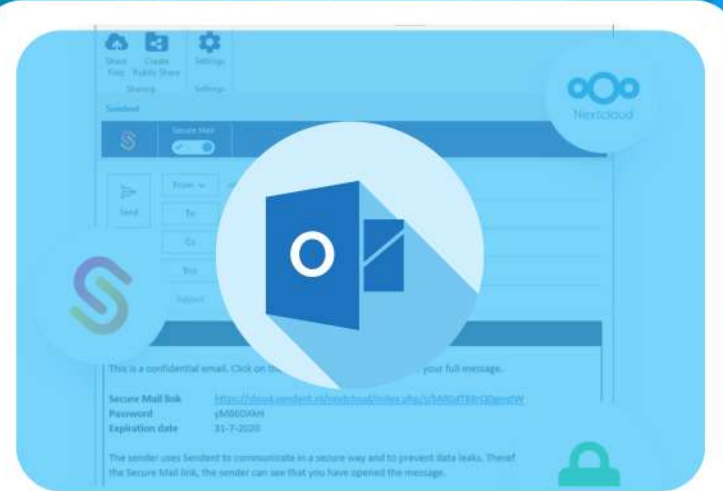 Share Create Settings
Files Public Share
Sharing Settings
Sendent
Secure Mail
Nextcloud
From
Send
To
Cc
Bcc
Subject
This is a confidential email. Click on the your full message.
Secure Mail link
Password
Expiration date 31-7-2020
The sender uses Sendent to communicate in a secure way and to prevent data leaks.
the Secure Mail link, the sender can see that you have opened the message.